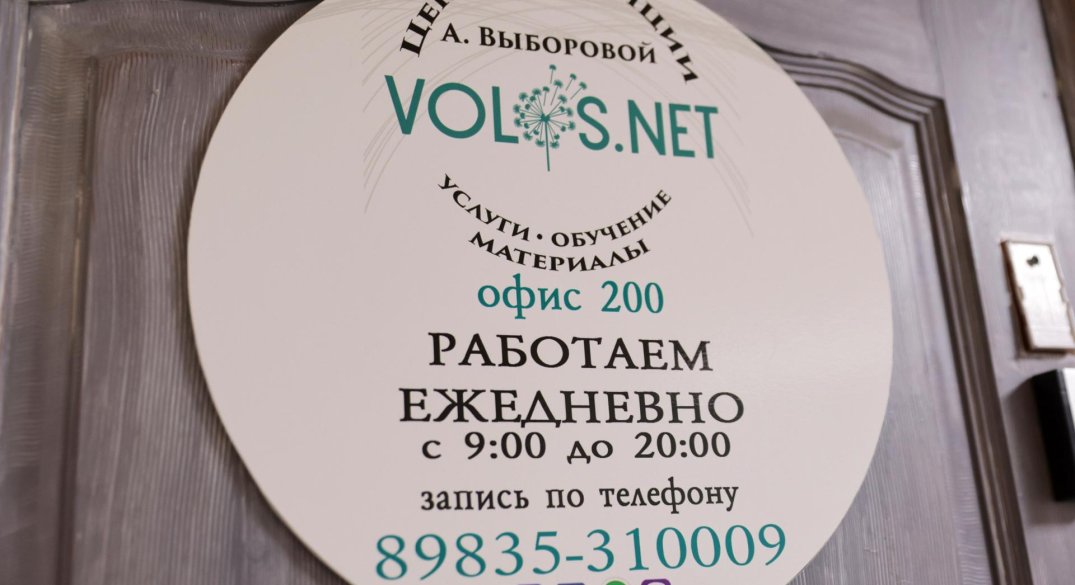 А. ВЫБОРОВОЙ
VOLOS.NET
УСЛУГИ • ОБУЧЕНИЕ
МАТЕРИАЛЫ
офис 200
РАБОТАЕМ
ЕЖЕДНЕВНО
с 9:00 до 20:00
запись по телефону
89835-310009